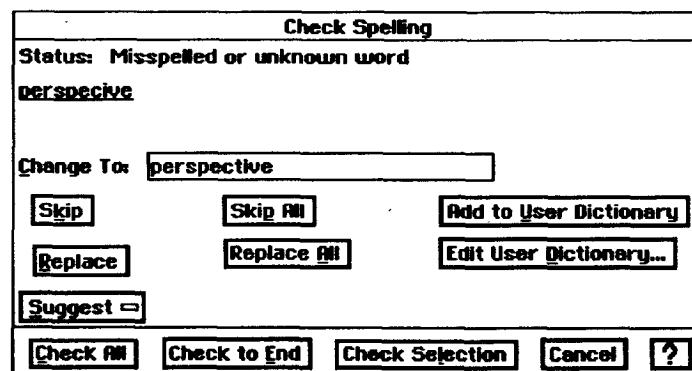 Check Spelling
Status: Misspelled or unknown word
perspecive
Change To: perspective
Skip Skip All Add to User Dictionary
Replace Replace All Edit User Dictionary...
Suggest
Check All Check to End Check Selection Cancel ?